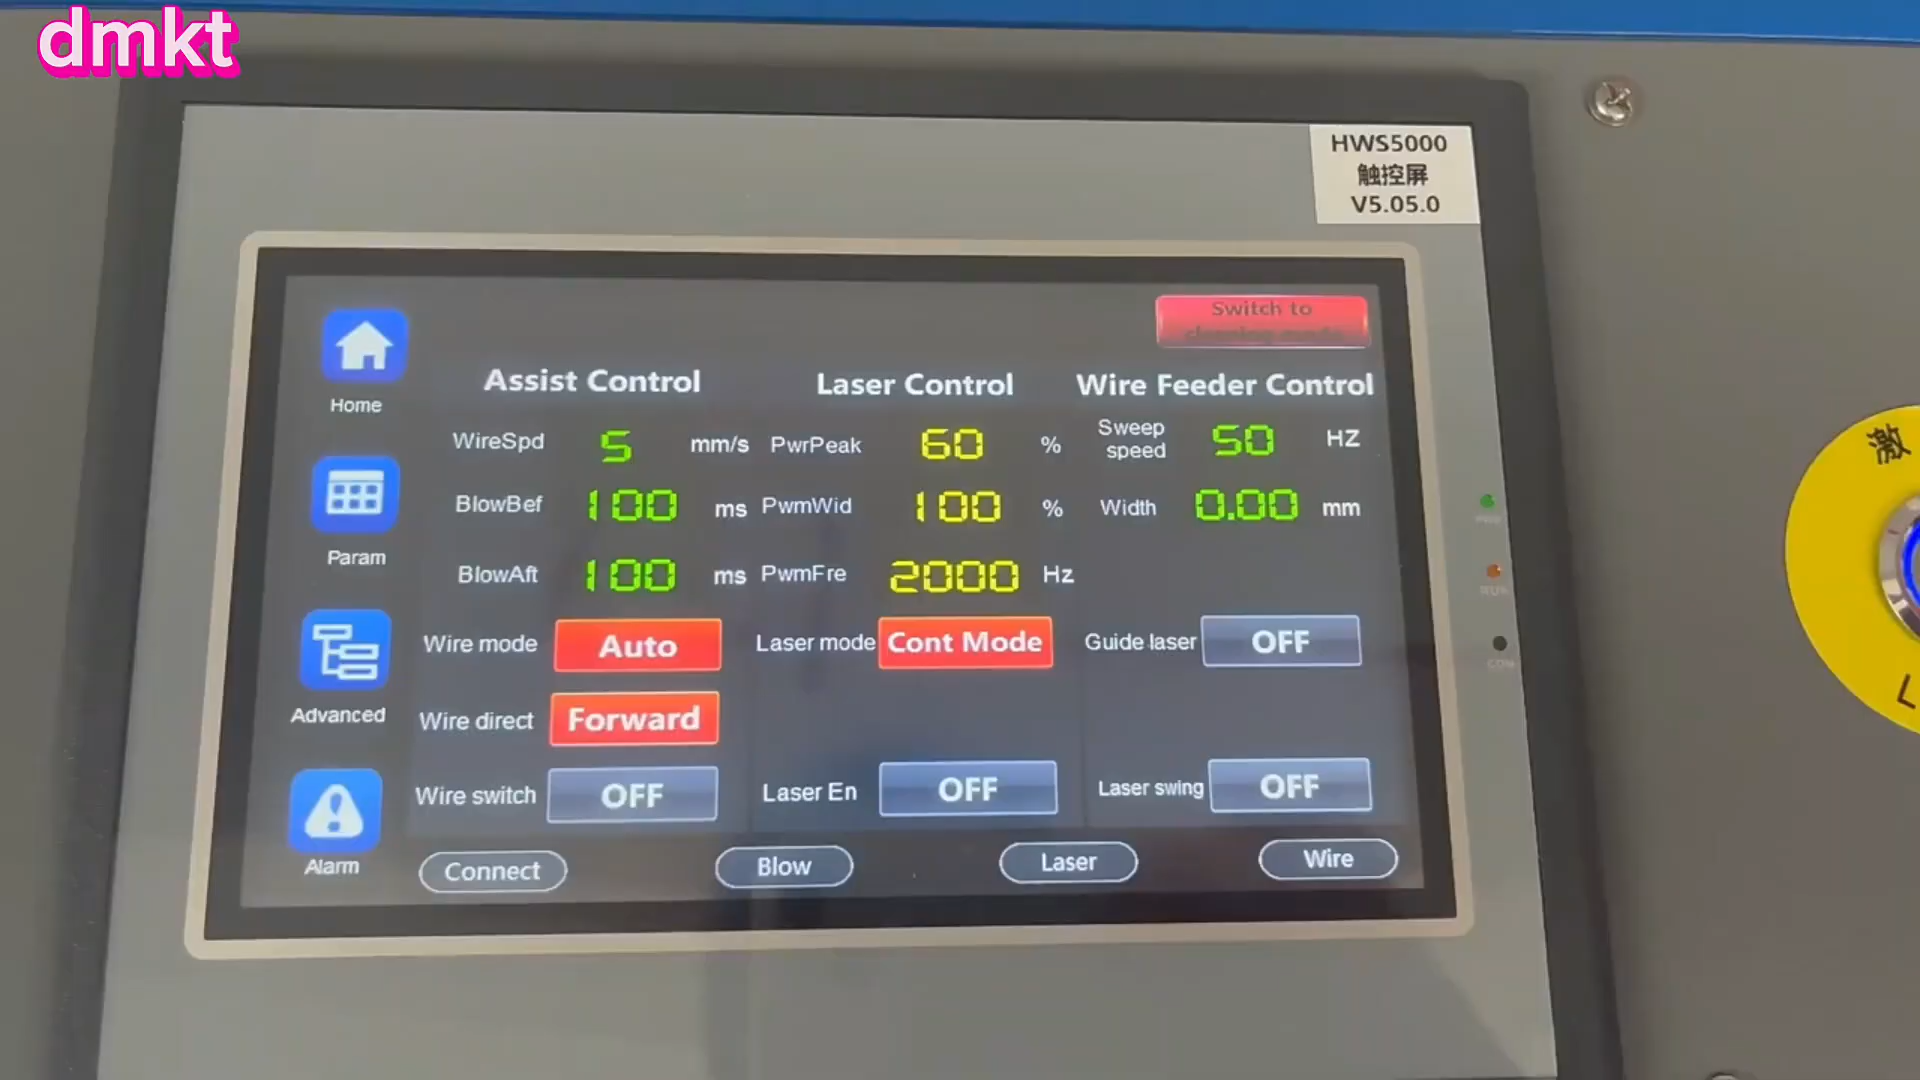 dmkt
HWS5000
触控屏
V5.05.0
Switch to
Home
Assist Control
Laser Control
Wire Feeder Control
WireSpd 5 mm/s
PwrPeak 60 %
Sweep speed 50 HZ
BlowBef 100 ms
PwmWid 100 %
Width 0.00 mm
Param
BlowAft 100 ms
PwmFre 2000 Hz
Wire mode Auto
Laser mode Cont Mode
Guide laser OFF
Advanced
Wire direct Forward
Wire switch OFF
Laser En OFF
Laser swing OFF
Alarm
Connect
Blow
Laser
Wire
激
L